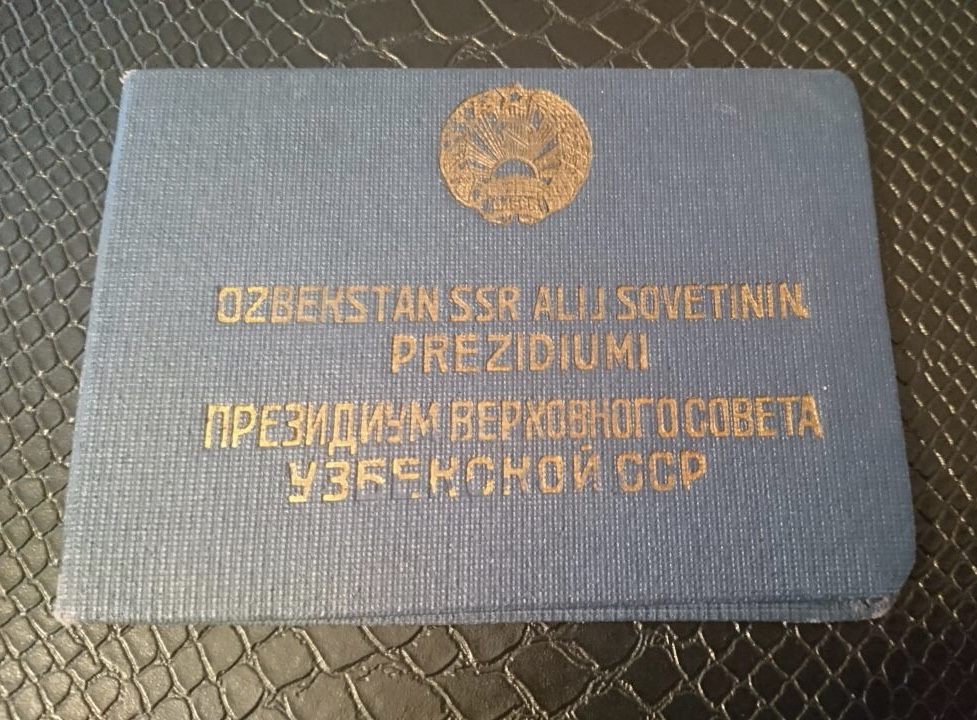 OZBEKSTAN SSR ALIJ SOVETININ
PREZIDIUMI
ПРЕЗИДИУМ ВЕРХОВНОГО СОВЕТА
УЗБЕКСКОЙ ССР